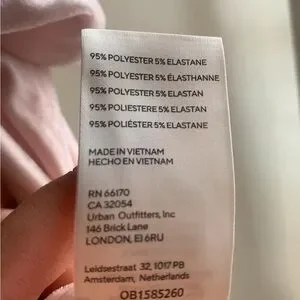 95% POLYESTER 5% ELASTANE
95% POLYESTER 5% ÉLASTHANNE
95% POLYESTER 5% ELASTAN
95% POLIESTERE 5% ELASTAN
95% POLIÉSTER 5% ELASTANE
MADE IN VIETNAM
HECHO EN VIETNAM
RN 66170
CA 32054
Urban Outfitters, Inc
146 Brick Lane
LONDON, E1 6RU
Leidsestraat 32, 1017 PB
Amsterdam, Netherlands
OB1585260